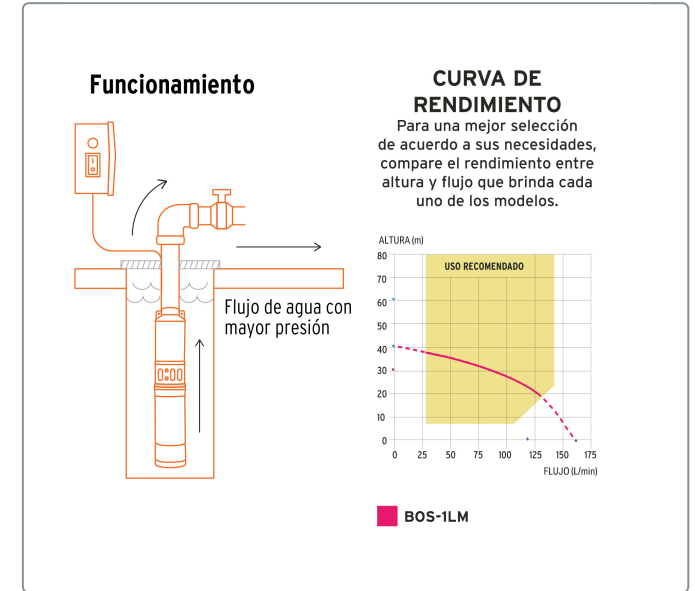 Funcionamiento
Flujo de agua con
mayor presión
CURVA DE
RENDIMIENTO
Para una mejor selección
de acuerdo a sus necesidades,
compare el rendimiento entre
altura y flujo que brinda cada
uno de los modelos.
ALTURA (m)
USO RECOMENDADO
80
70
60
50
40
30
20
10
0
0 25 50 75 100 125 150 175
FLUJO (L/min)
BOS-1LM